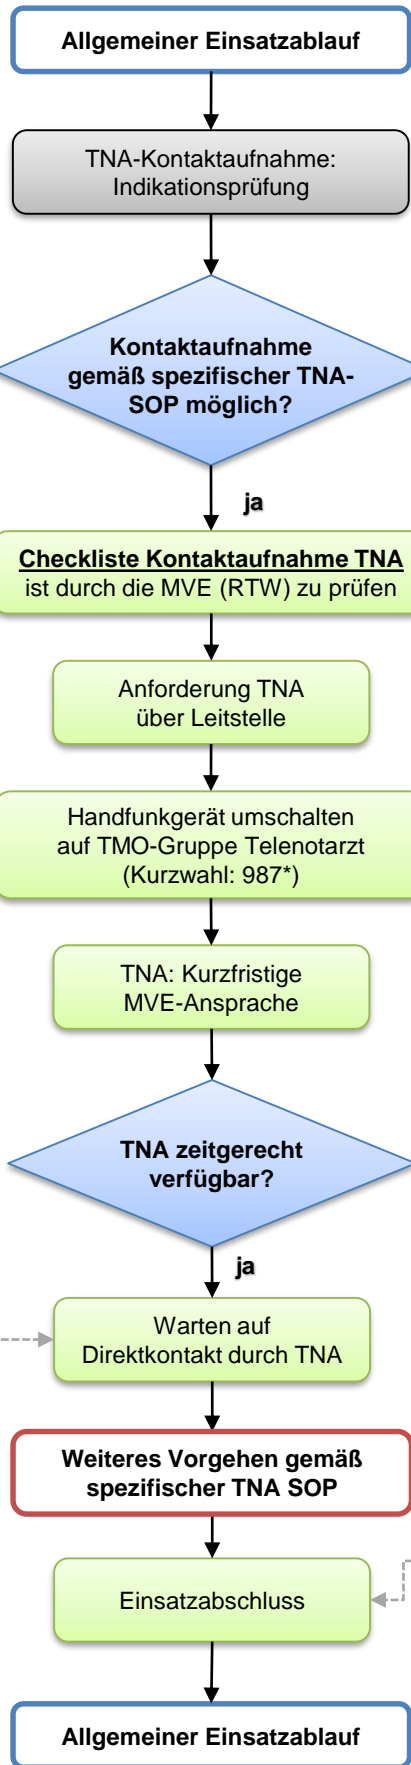 Allgemeiner Einsatzablauf
TNA-Kontaktaufnahme:
Indikationsprüfung
Kontaktaufnahme
gemäß spezifischer TNA-
SOP möglich?
ja
Checkliste Kontaktaufnahme TNA
ist durch die MVE (RTW) zu prüfen
Anforderung TNA
über Leitstelle
Handfunkgerät umschalten
auf TMO-Gruppe Telenotarzt
(Kurzwahl: 987*)
TNA: Kurzfristige
MVE-Ansprache
TNA zeitgerecht
verfügbar?
ja
Warten auf
Direktkontakt durch TNA
Weiteres Vorgehen gemäß
spezifischer TNA SOP
Einsatzabschluss
Allgemeiner Einsatzablauf